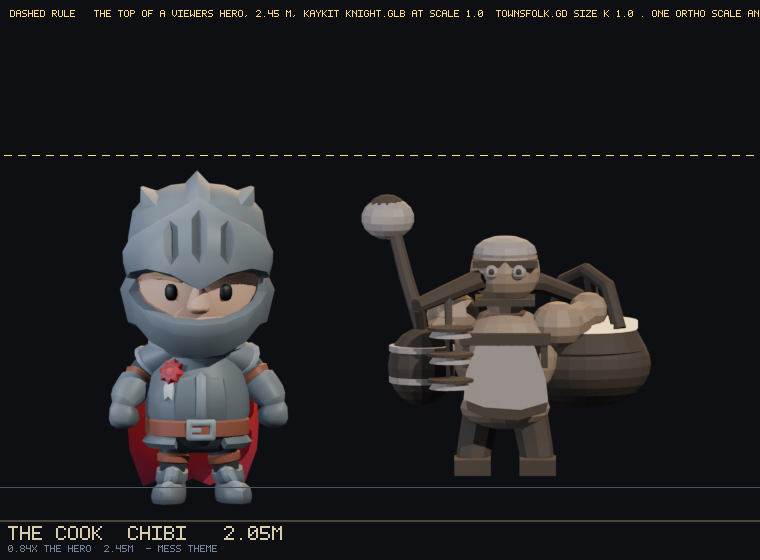 DASHED RULE THE TOP OF A VIEWERS HERO, 2.45 M, KAYKIT KNIGHT.GLB AT SCALE 1.0 TOWNSFOLK.GD SIZE K 1.0 . ONE ORTHO SCALE AN
THE COOK CHIBI 2.05M
0.84X THE HERO 2.45M - MESS THEME